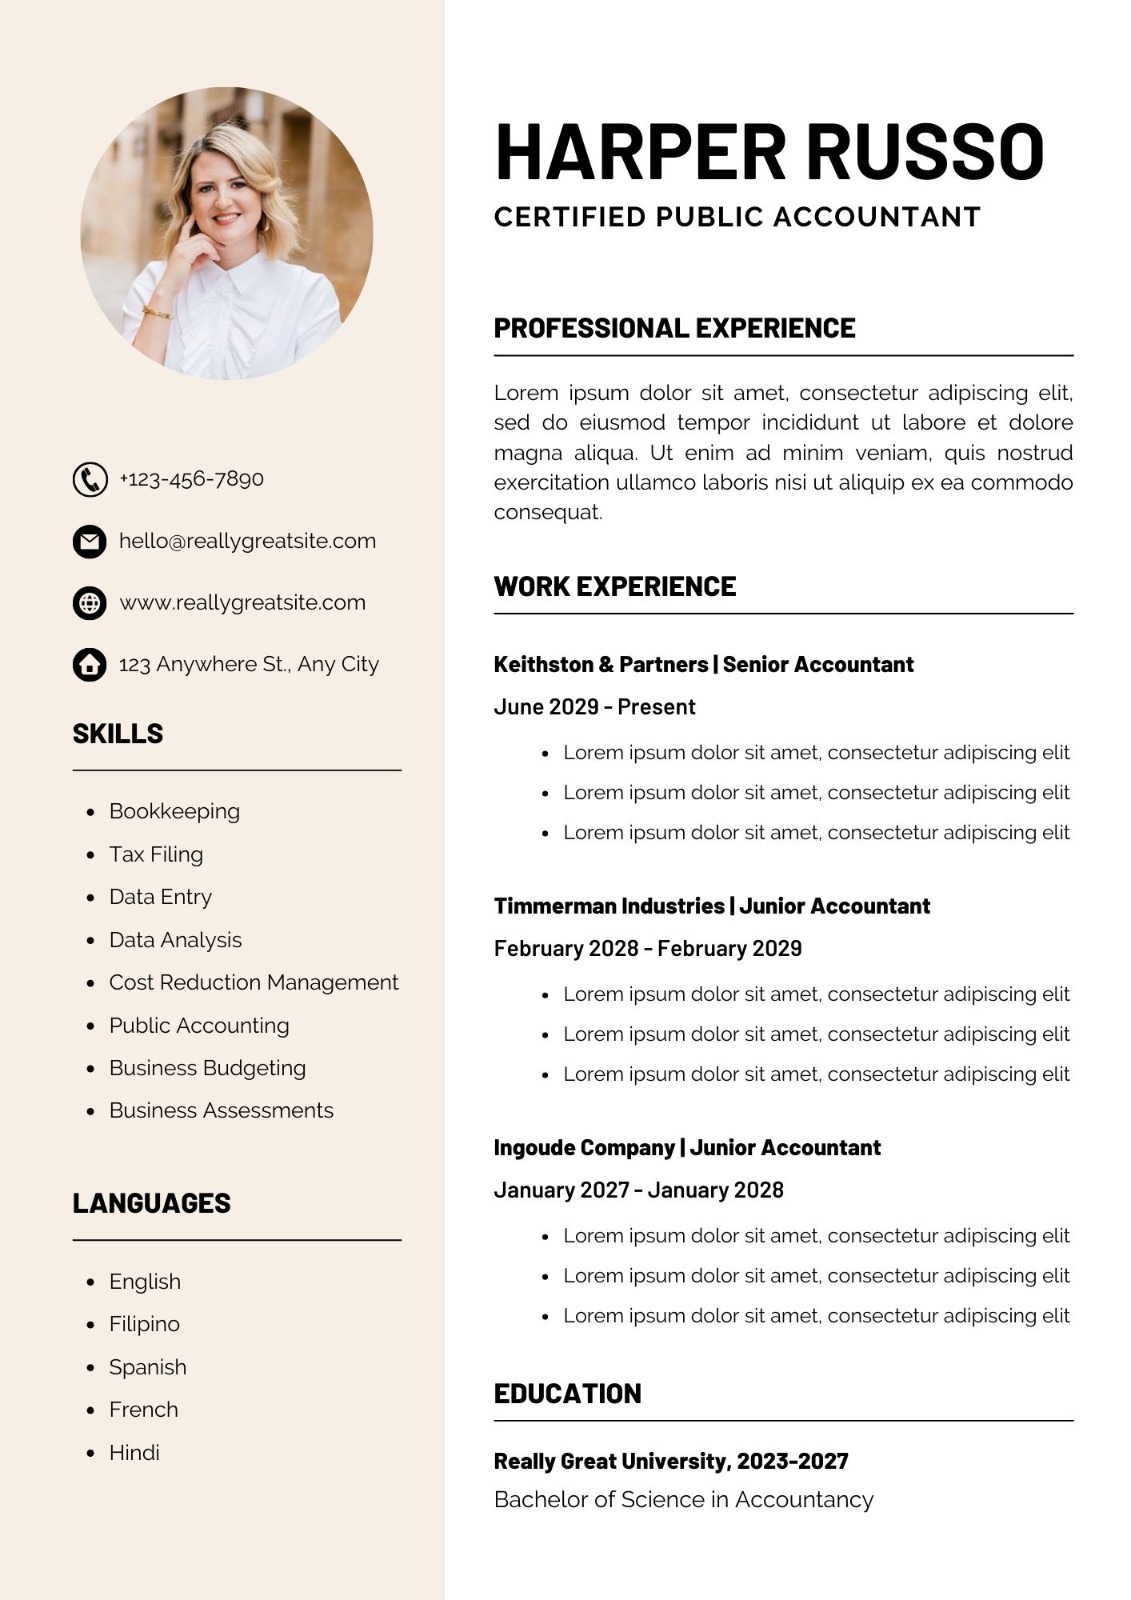 HARPER RUSSO
CERTIFIED PUBLIC ACCOUNTANT
+123-456-7890
hello@reallygreatsite.com
www.reallygreatsite.com
123 Anywhere St., Any City
SKILLS
Bookkeeping
Tax Filing
Data Entry
Data Analysis
Cost Reduction Management
Public Accounting
Business Budgeting
Business Assessments
LANGUAGES
English
Filipino
Spanish
French
Hindi
PROFESSIONAL EXPERIENCE
Lorem ipsum dolor sit amet, consectetur adipiscing elit,
sed do eiusmod tempor incididunt ut labore et dolore
magna aliqua. Ut enim ad minim veniam, quis nostrud
exercitation ullamco laboris nisi ut aliquip ex ea commodo
consequat.
WORK EXPERIENCE
Keithston & Partners | Senior Accountant
June 2029 - Present
Lorem ipsum dolor sit amet, consectetur adipiscing elit
Lorem ipsum dolor sit amet, consectetur adipiscing elit
Lorem ipsum dolor sit amet, consectetur adipiscing elit
Timmerman Industries | Junior Accountant
February 2028 - February 2029
Lorem ipsum dolor sit amet, consectetur adipiscing elit
Lorem ipsum dolor sit amet, consectetur adipiscing elit
Lorem ipsum dolor sit amet, consectetur adipiscing elit
Ingoude Company | Junior Accountant
January 2027 - January 2028
Lorem ipsum dolor sit amet, consectetur adipiscing elit
Lorem ipsum dolor sit amet, consectetur adipiscing elit
Lorem ipsum dolor sit amet, consectetur adipiscing elit
EDUCATION
Really Great University, 2023-2027
Bachelor of Science in Accountancy